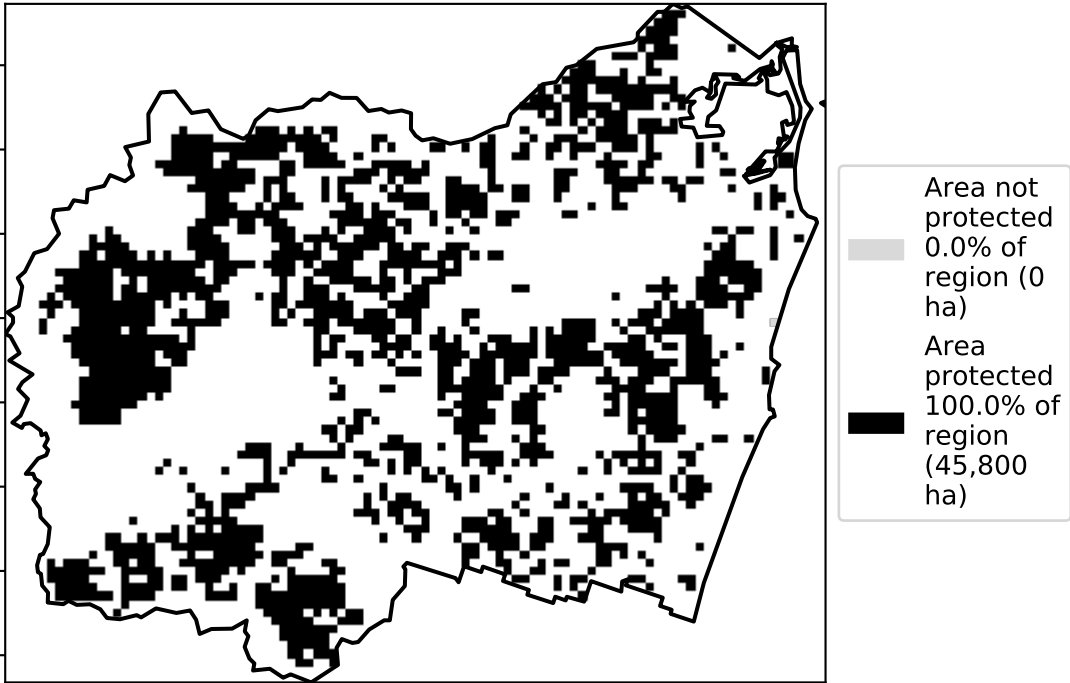 Area not
protected
0.0% of
region (0
ha)
Area
protected
100.0% of
region
(45,800
ha)